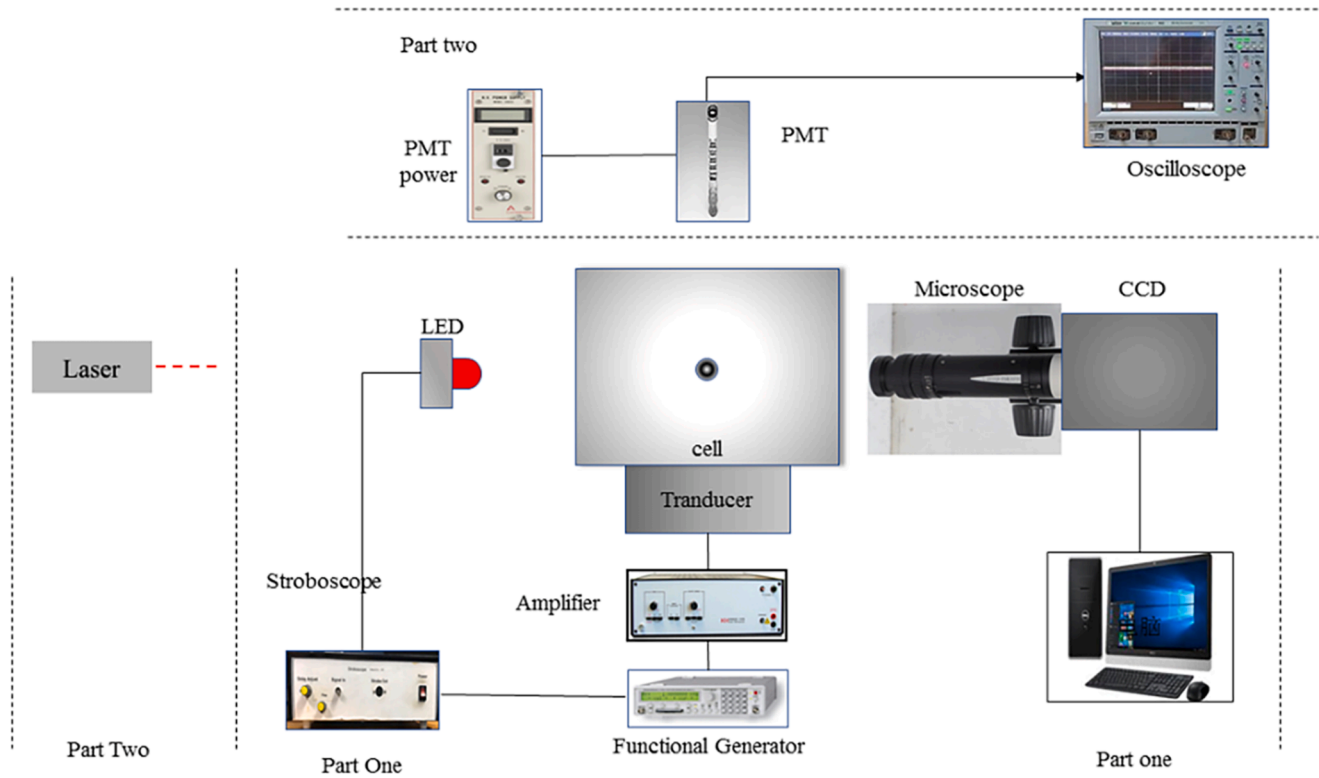 Part two
PMT
power
PMT
Oscilloscope
Laser
LED
cell
Microscope
CCD
Tranducer
Stroboscope
Amplifier
Functional Generator
Part Two
Part One
Part one